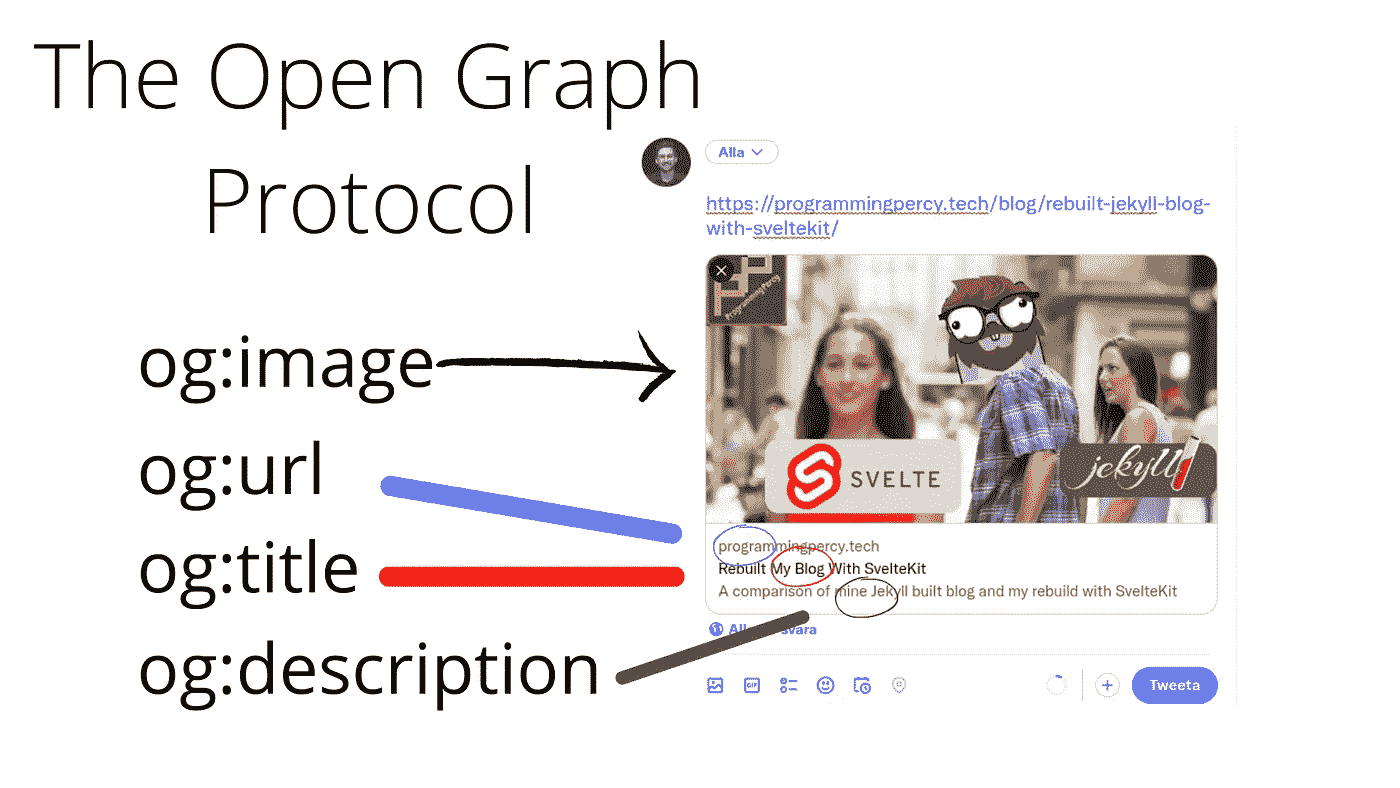 The Open Graph
Protocol
og:image
og:url
og:title
og:description
Alla
https://programmingpercy.tech/blog/rebuilt-jekyll-blog-
with-sveltekit/
ProgrammingPercy
SVELTE
jekyll
programmingpercy.tech
Rebuilt My Blog With SvelteKit
A comparison of mine Jekyll built blog and my rebuild with SvelteKit
svara
GIF
Tweeta